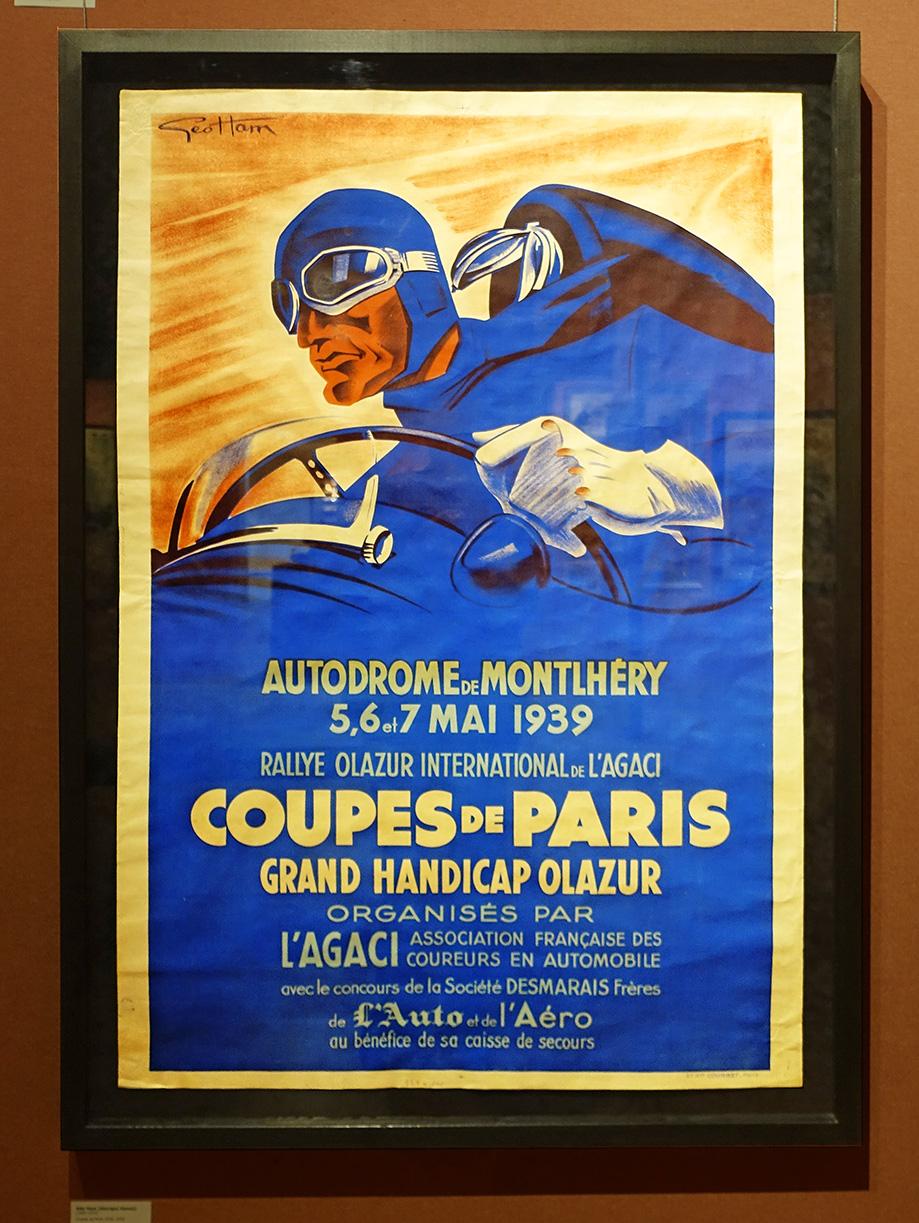 Geo Ham
AUTODROME DE MONTLHÉRY
5,6 et 7 MAI 1939
RALLYE OLAZUR INTERNATIONAL DE L'AGACI
COUPES DE PARIS
GRAND HANDICAP OLAZUR
ORGANISÉS PAR
L'AGACI ASSOCIATION FRANÇAISE DES
COUREURS EN AUTOMOBILE
avec le concours de la Société DESMARAIS Frères
de L'Auto et de l'Aéro
au bénéfice de sa caisse de secours